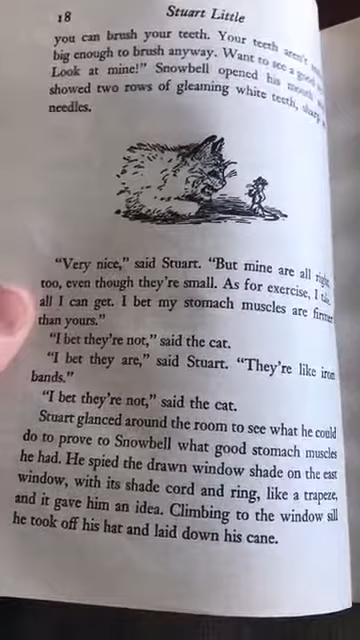 18 Stuart Little
you can brush your teeth. Your teeth aren't
big enough to brush anyway. Want to see a good
Look at mine!" Snowbell opened his mouth
showed two rows of gleaming white teeth, sharp
needles.
"Very nice," said Stuart. "But mine are all right
too, even though they're small. As for exercise, I
all I can get. I bet my stomach muscles are firmer
than yours."
"I bet they're not," said the cat.
"I bet they are," said Stuart. "They're like iron
bands."
"I bet they're not," said the cat.
Stuart glanced around the room to see what he could
do to prove to Snowbell what good stomach muscles
he had. He spied the drawn window shade on the east
window, with its shade cord and ring, like a trapeze,
and it gave him an idea. Climbing to the window sill
he took off his hat and laid down his cane.